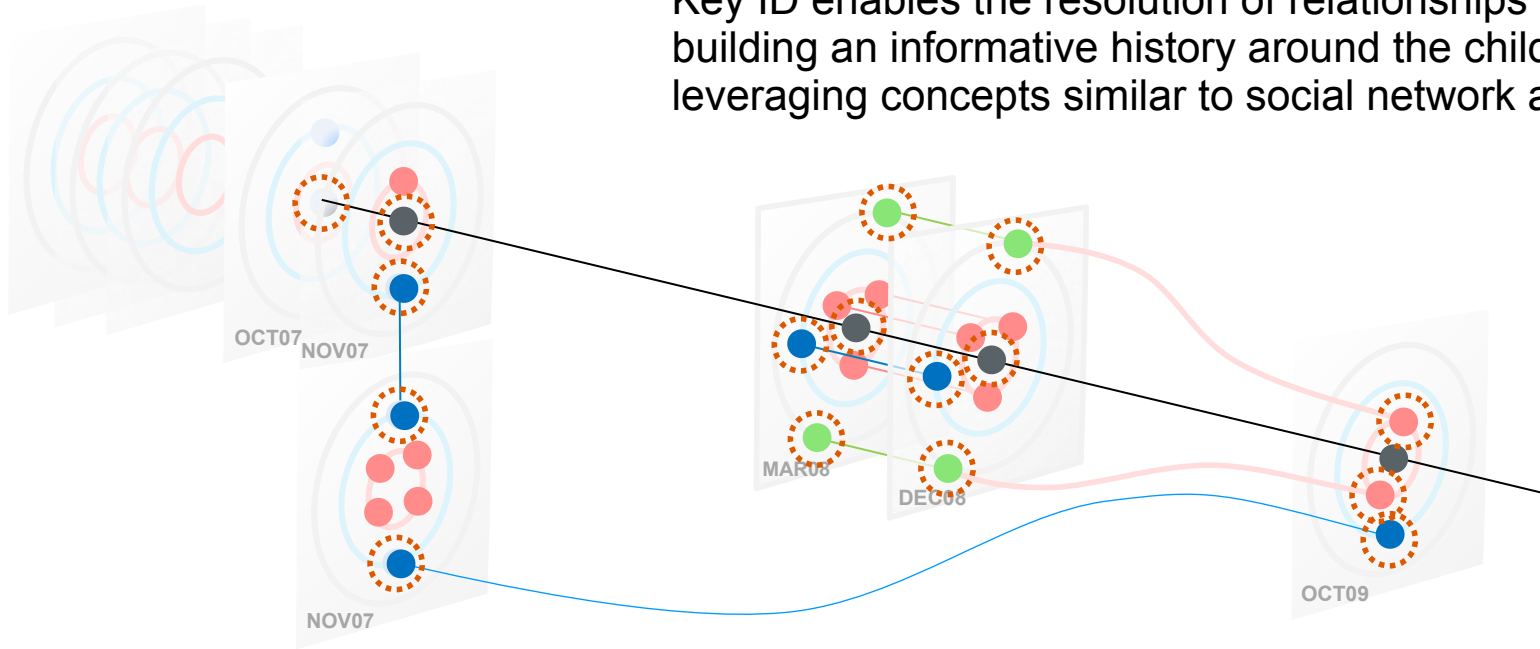 Key ID enables the resolution of relationships
building an informative history around the child
leveraging concepts similar to social network a
OCT07
NOV07
MAR08
DEC08
OCT09
NOV07